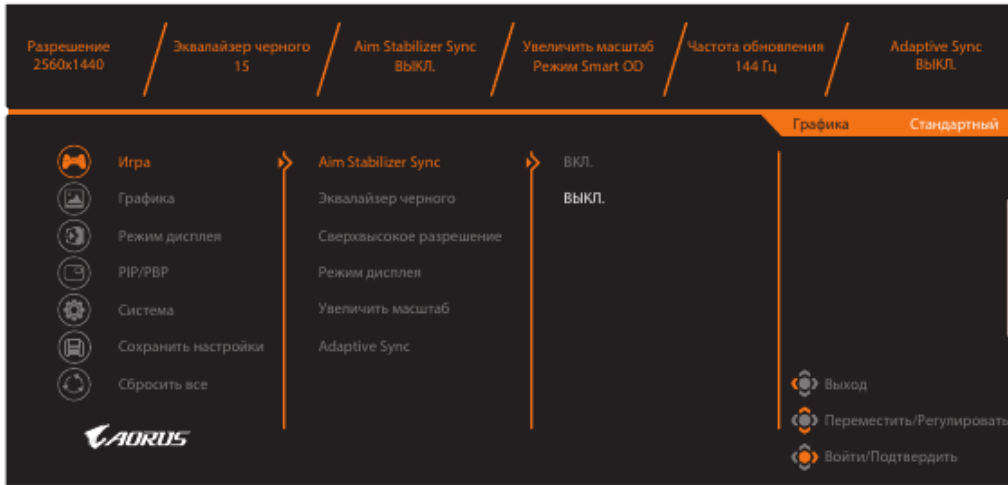 Разрешение
2560x1440
Эквалайзер черного
15
Aim Stabilizer Sync
ВЫКЛ.
Увеличить масштаб
Режим Smart OD
Частота обновления
144 Гц
Adaptive Sync
ВЫКЛ.
Графика Стандартный
Игра
Графика
Режим дисплея
PIP/PBP
Система
Сохранить настройки
Сбросить все
Aim Stabilizer Sync
Эквалайзер черного
Сверхвысокое разрешение
Режим дисплея
Увеличить масштаб
Adaptive Sync
ВКЛ.
ВЫКЛ.
Выход
Переместить/Регулировать
Войти/Подтвердить
AORUS